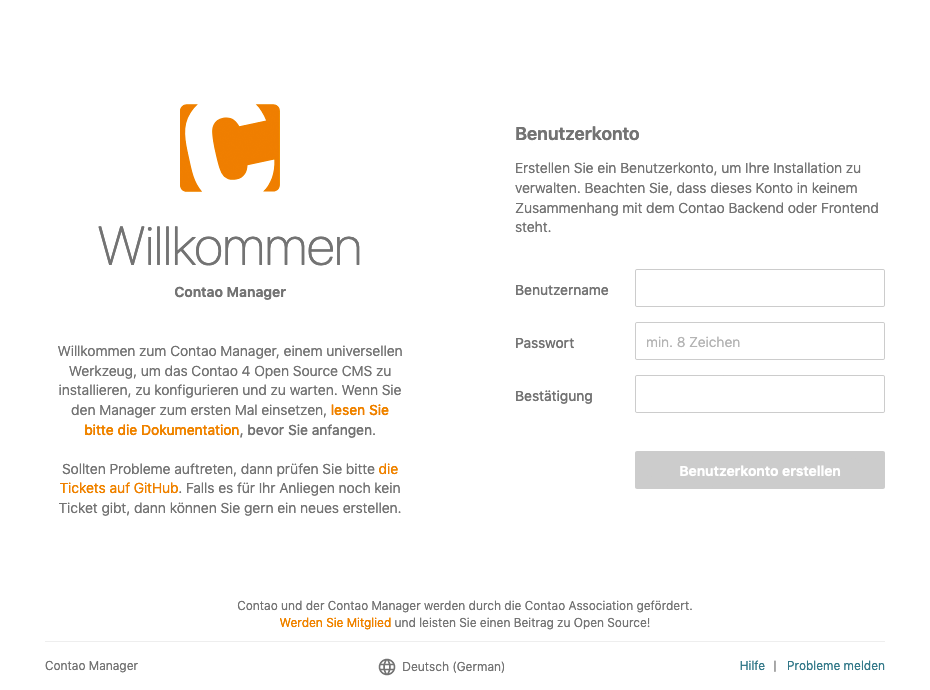 Willkommen
Contao Manager
Willkommen zum Contao Manager, einem universellen
Werkzeug, um das Contao 4 Open Source CMS zu
installieren, zu konfigurieren und zu warten. Wenn Sie
den Manager zum ersten Mal einsetzen, lesen Sie
bitte die Dokumentation, bevor Sie anfangen.
Sollten Probleme auftreten, dann prüfen Sie bitte die
Tickets auf GitHub. Falls es für Ihr Anliegen noch kein
Ticket gibt, dann können Sie gern ein neues erstellen.
Benutzerkonto
Erstellen Sie ein Benutzerkonto, um Ihre Installation zu
verwalten. Beachten Sie, dass dieses Konto in keinem
Zusammenhang mit dem Contao Backend oder Frontend
steht.
Benutzername
Passwort min. 8 Zeichen
Bestätigung
Benutzerkonto erstellen
Contao und der Contao Manager werden durch die Contao Association gefördert.
Werden Sie Mitglied und leisten Sie einen Beitrag zu Open Source!
Contao Manager Deutsch (German) Hilfe | Probleme melden